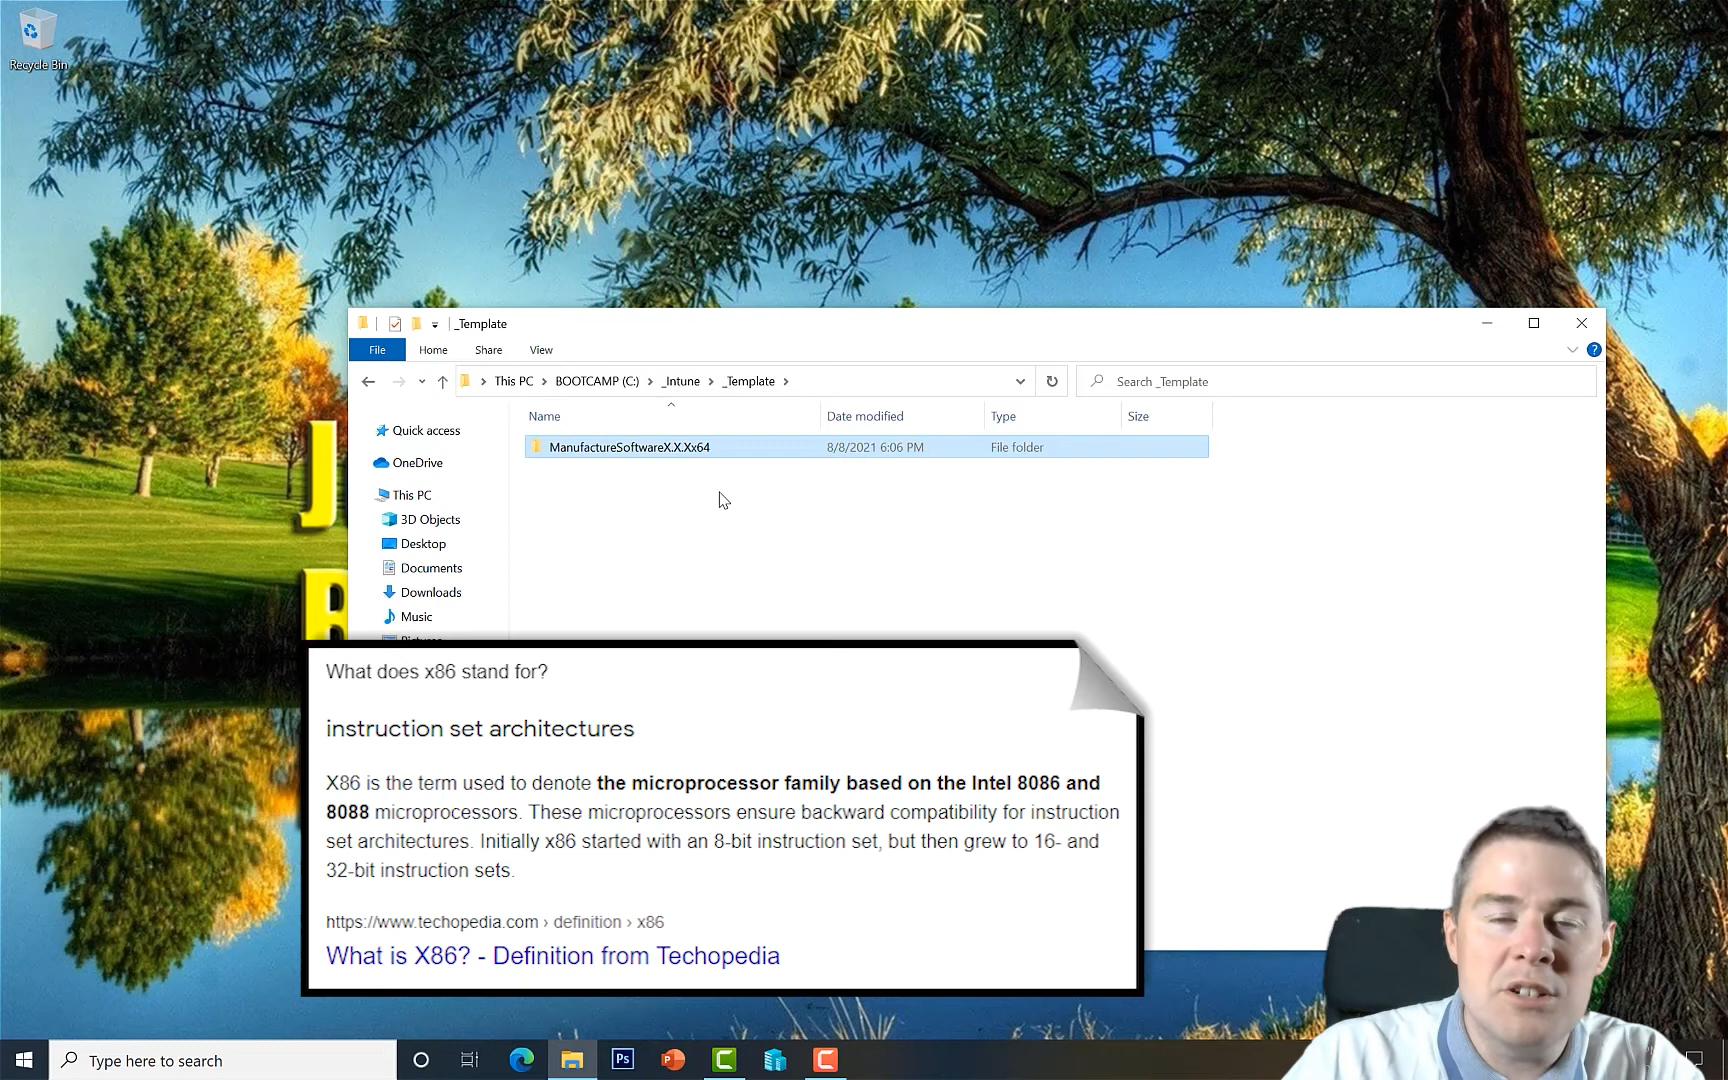 Recycle Bin
_Template
File
Home
Share
View
This PC
BOOTCAMP (C:)
_Intune
_Template
Search _Template
Name
Date modified
Type
Size
Quick access
OneDrive
This PC
3D Objects
Desktop
Documents
Downloads
Music
ManufactureSoftwareX.X.Xx64
8/8/2021 6:06 PM
File folder
J
What does x86 stand for?
instruction set architectures
X86 is the term used to denote the microprocessor family based on the Intel 8086 and
8088 microprocessors. These microprocessors ensure backward compatibility for instruction
set architectures. Initially x86 started with an 8-bit instruction set, but then grew to 16- and
32-bit instruction sets.
https://www.techopedia.com › definition › x86
What is X86? - Definition from Techopedia
Type here to search
Ps